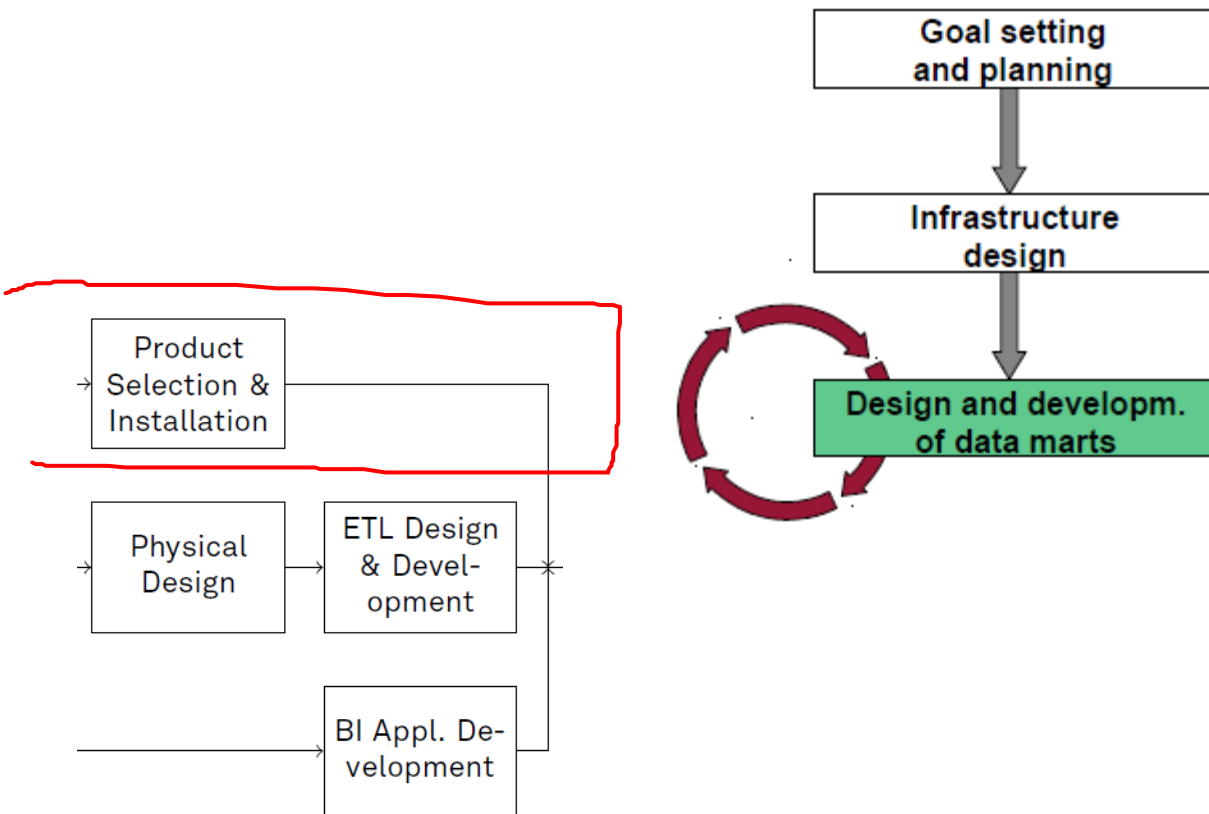 Goal setting
and planning
Infrastructure
design
Design and developm.
of data marts
Product
Selection &
Installation
Physical
Design
ETL Design
& Devel-
opment
BI Appl. De-
velopment